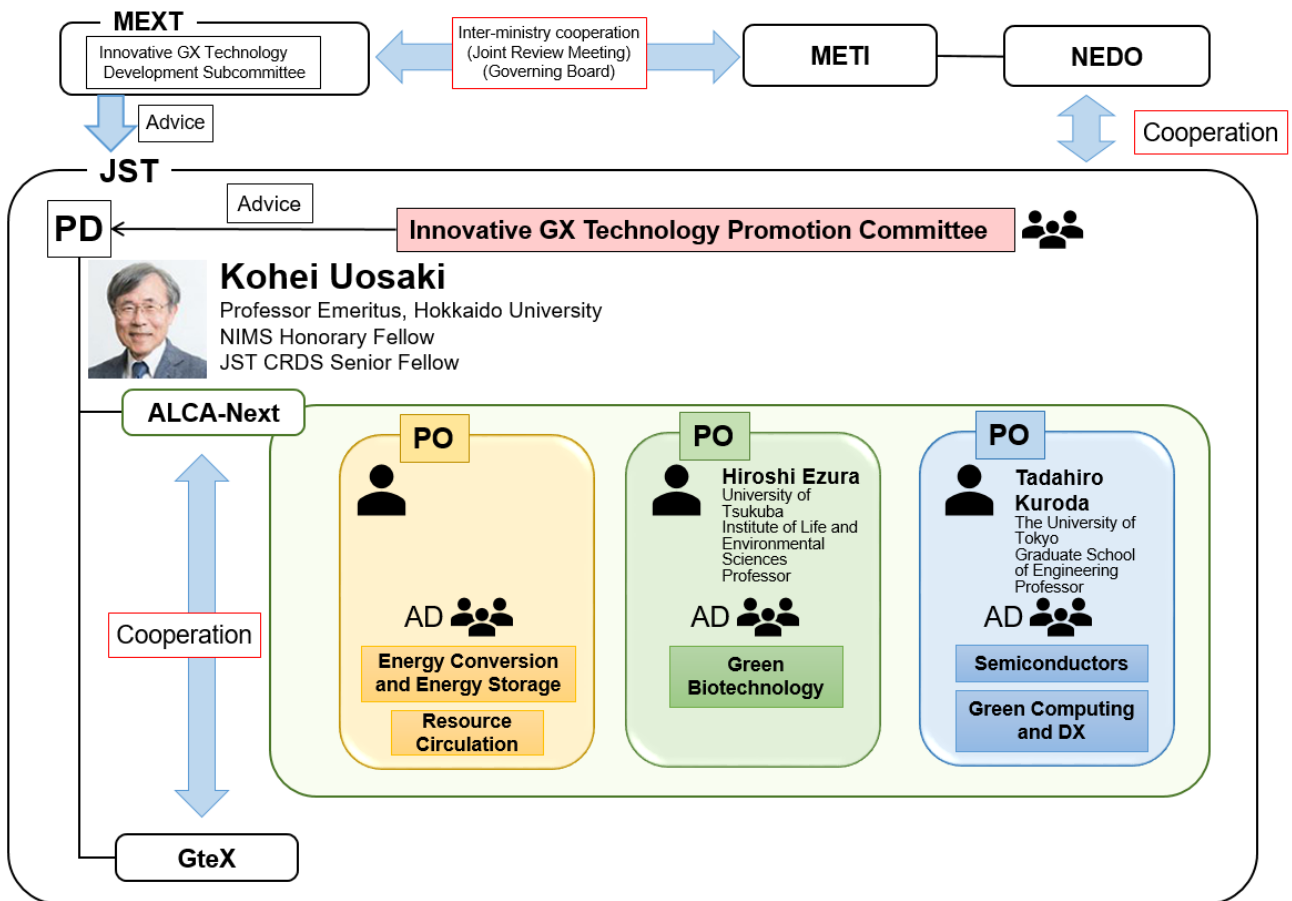 MEXT
Innovative GX Technology
Development Subcommittee
Inter-ministry cooperation
(Joint Review Meeting)
(Governing Board)
METI
NEDO
Advice
Cooperation
JST
PD
Advice
Innovative GX Technology Promotion Committee
Kohei Uosaki
Professor Emeritus, Hokkaido University
NIMS Honorary Fellow
JST CRDS Senior Fellow
ALCA-Next
PO
AD
Energy Conversion
and Energy Storage
Resource
Circulation
PO
Hiroshi Ezura
University of
Tsukuba
Institute of Life and
Environmental
Sciences
Professor
AD
Green
Biotechnology
PO
Tadahiro
Kuroda
The University of
Tokyo
Graduate School
of Engineering
Professor
AD
Semiconductors
Green Computing
and DX
Cooperation
GteX